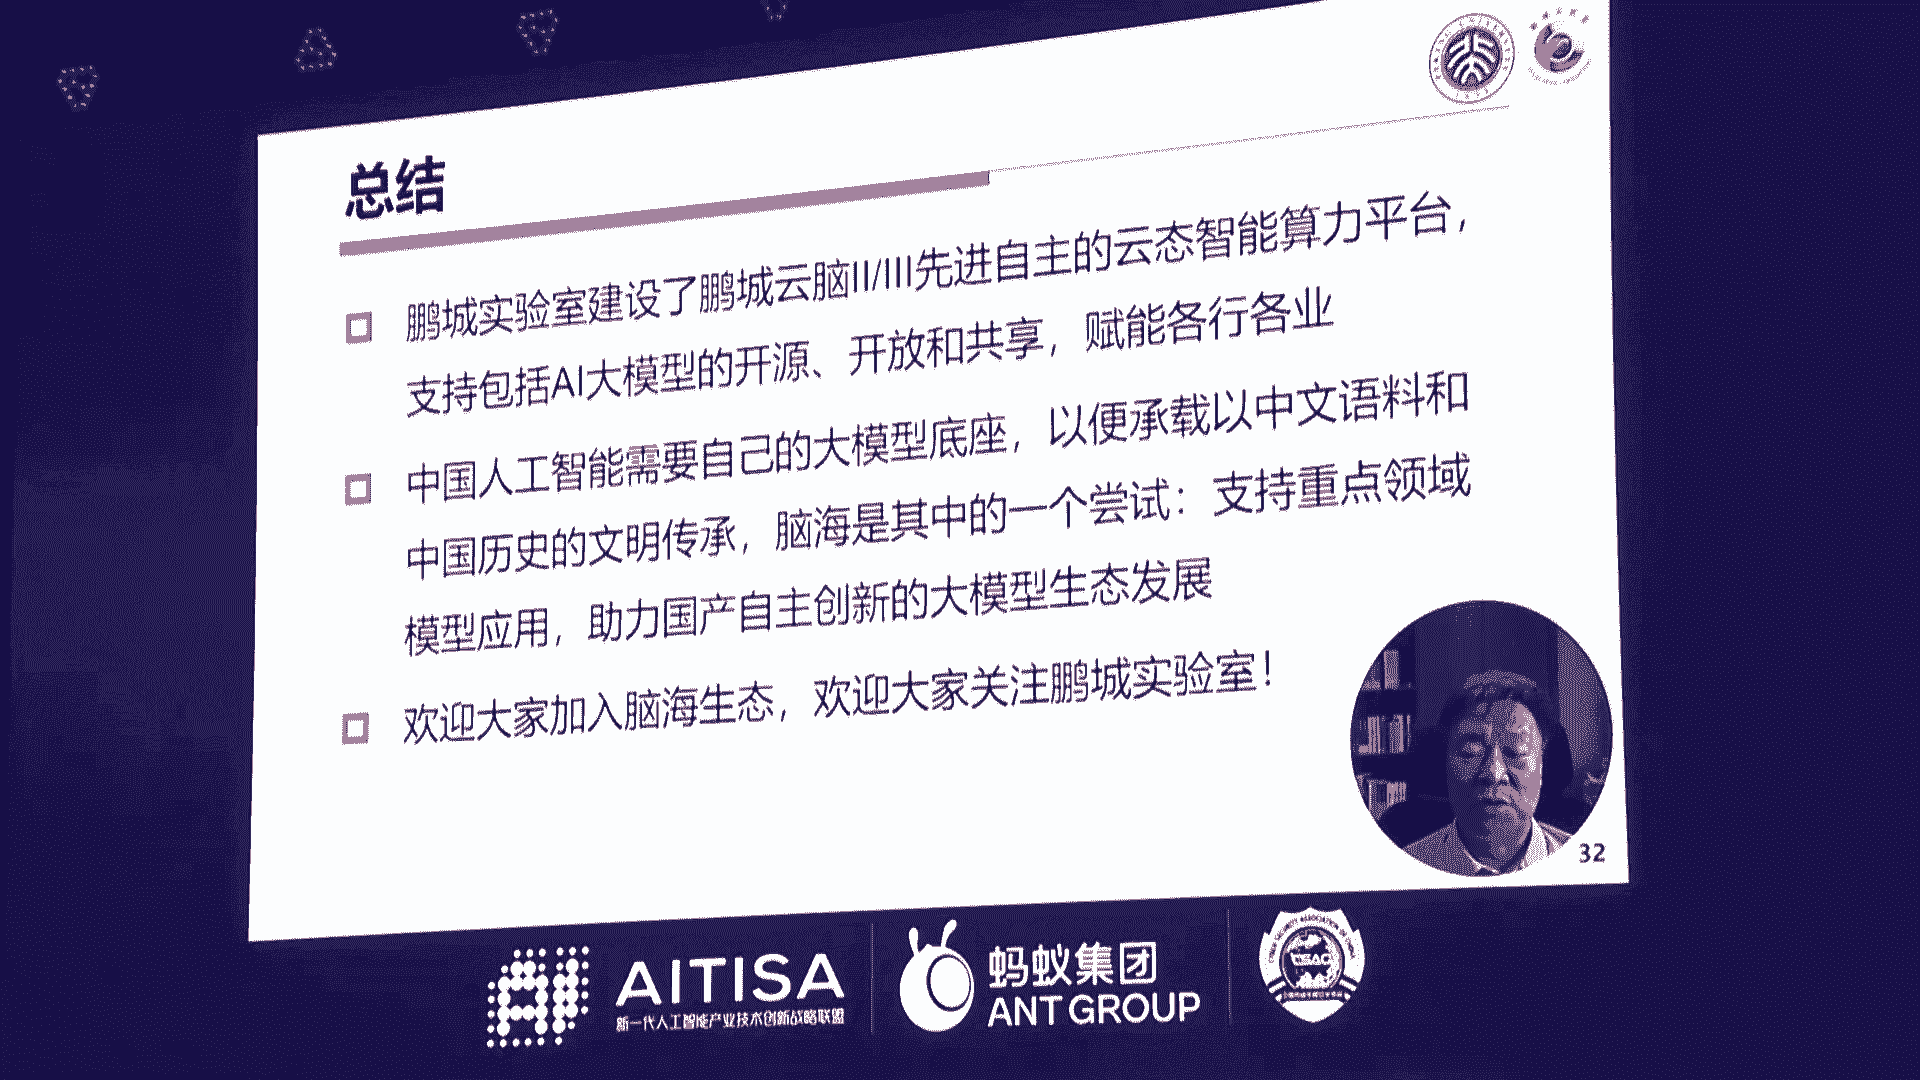 总结
鹏城实验室建设了鹏城云脑II/III先进自主的云态智能算力平台，
支持包括AI大模型的开源、开放和共享，赋能各行各业
中国人工智能需要自己的大模型底座，以便承载以中文语料和
中国历史的文明传承，脑海是其中的一个尝试：支持重点领域
模型应用，助力国产自主创新的大模型生态发展
欢迎大家加入脑海生态，欢迎大家关注鹏城实验室！
32
AITISA
新一代人工智能产业技术创新战略联盟
蚂蚁集团
ANT GROUP
CSAC